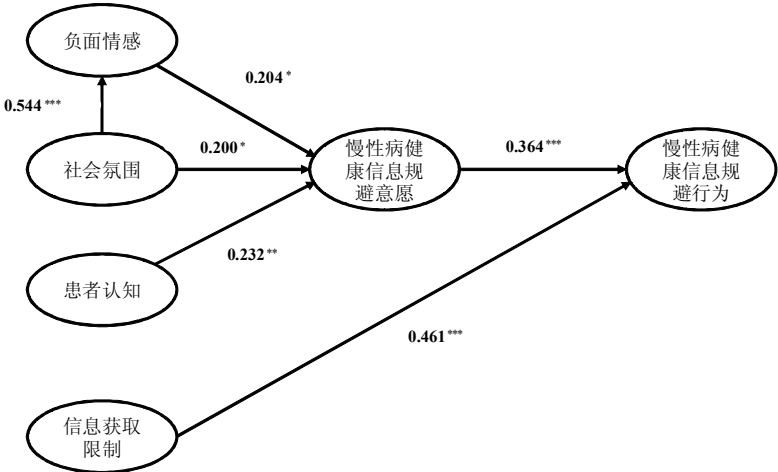 负面情感
0.204*
0.544***
0.200*
社会氛围
慢性病健
康信息规
避意愿
0.364***
慢性病健
康信息规
避行为
0.232**
患者认知
0.461***
信息获取
限制